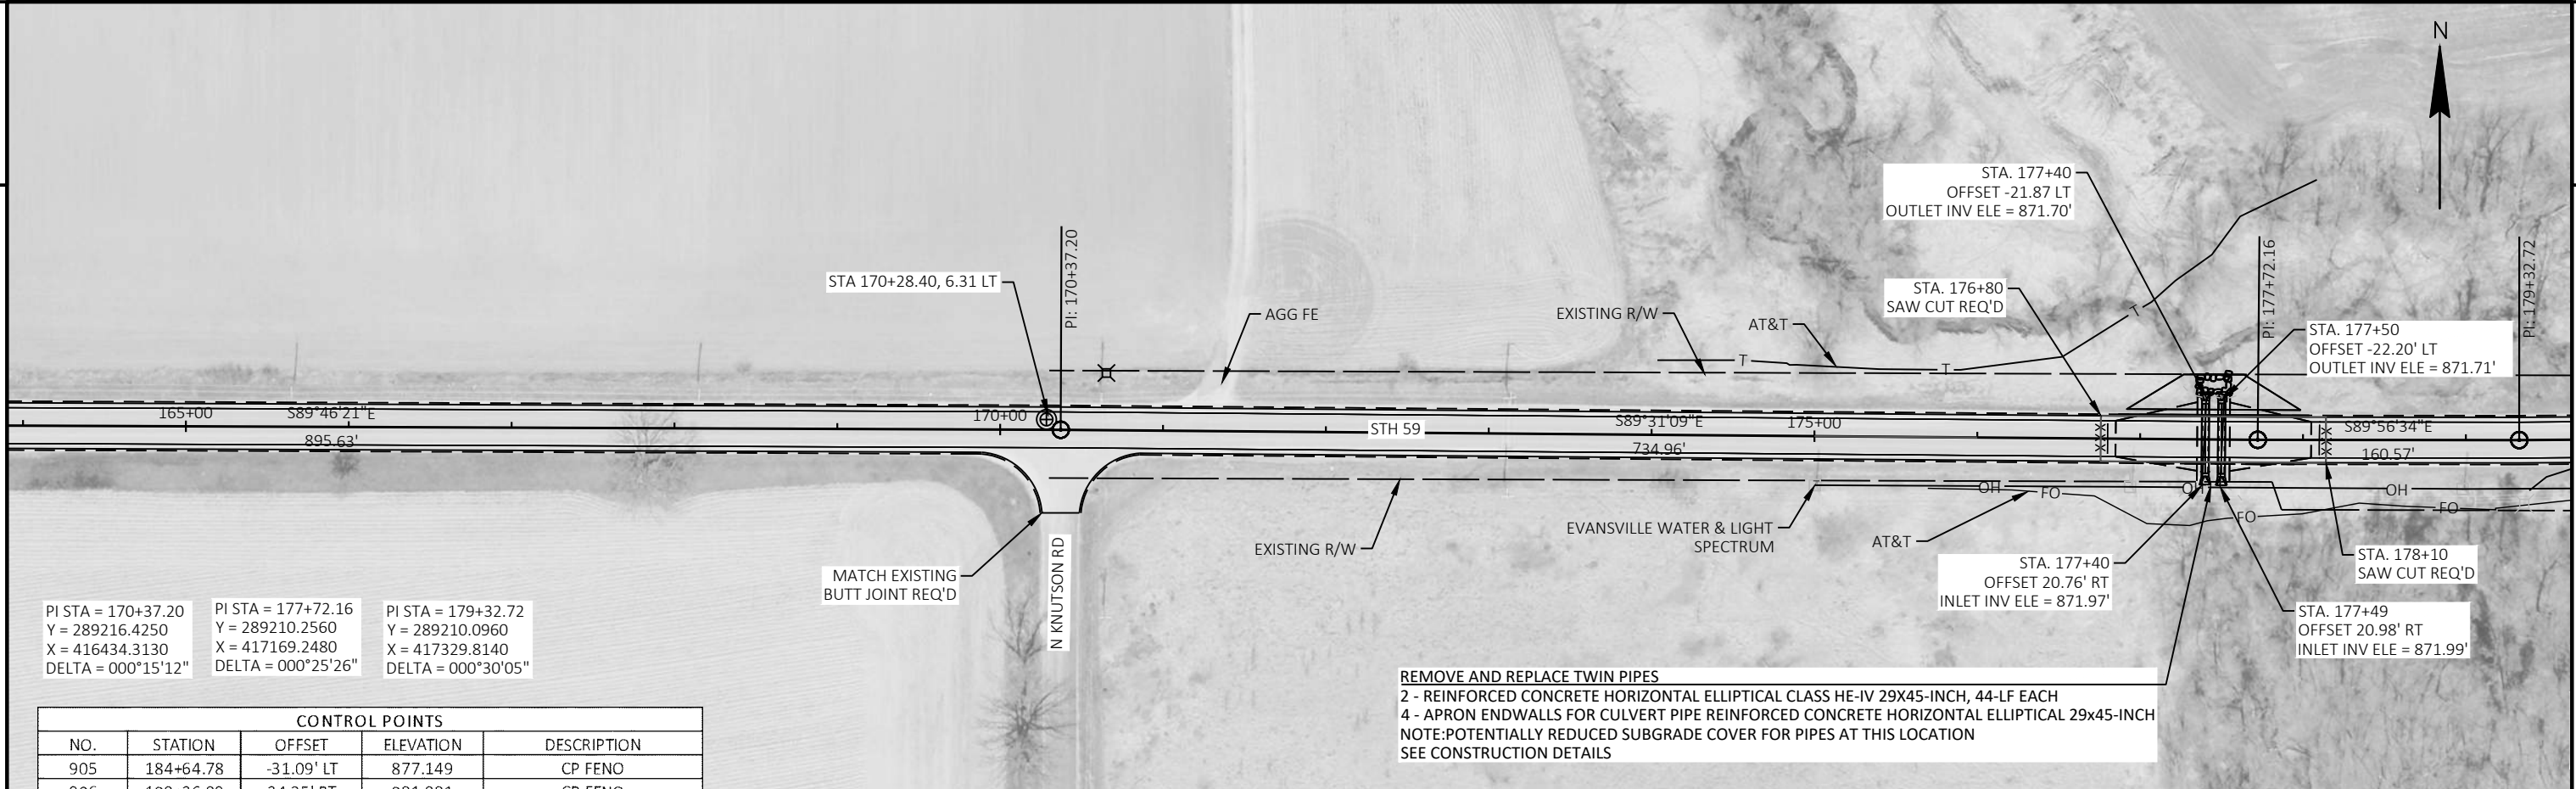 N
STA. 177+40
OFFSET -21.87 LT
OUTLET INV ELE = 871.70'
PI: 170+37.20
PI: 177+72.16
PI: 179+32.72
STA 170+28.40, 6.31 LT
AGG FE
EXISTING R/W
AT&T
STA. 176+80
SAW CUT REQ'D
STA. 177+50
OFFSET -22.20' LT
OUTLET INV ELE = 871.71'
T
T
T
165+00
S89°46'21"E
895.63'
170+00
STH 59
S89°31'09"E
734.96'
175+00
S89°56'34"E
160.57'
OH
FO
OH
FO
FO
EXISTING R/W
EVANSVILLE WATER & LIGHT
SPECTRUM
AT&T
MATCH EXISTING
BUTT JOINT REQ'D
N KNUTSON RD
STA. 177+40
OFFSET 20.76' RT
INLET INV ELE = 871.97'
STA. 178+10
SAW CUT REQ'D
STA. 177+49
OFFSET 20.98' RT
INLET INV ELE = 871.99'
PI STA = 170+37.20
Y = 289216.4250
X = 416434.3130
DELTA = 000°15'12"
PI STA = 177+72.16
Y = 289210.2560
X = 417169.2480
DELTA = 000°25'26"
PI STA = 179+32.72
Y = 289210.0960
X = 417329.8140
DELTA = 000°30'05"
REMOVE AND REPLACE TWIN PIPES
2 - REINFORCED CONCRETE HORIZONTAL ELLIPTICAL CLASS HE-IV 29X45-INCH, 44-LF EACH
4 - APRON ENDWALLS FOR CULVERT PIPE REINFORCED CONCRETE HORIZONTAL ELLIPTICAL 29x45-INCH
NOTE:POTENTIALLY REDUCED SUBGRADE COVER FOR PIPES AT THIS LOCATION
SEE CONSTRUCTION DETAILS
CONTROL POINTS
NO. STATION OFFSET ELEVATION DESCRIPTION
905 184+64.78 -31.09' LT 877.149 CP FENO
CP FENO